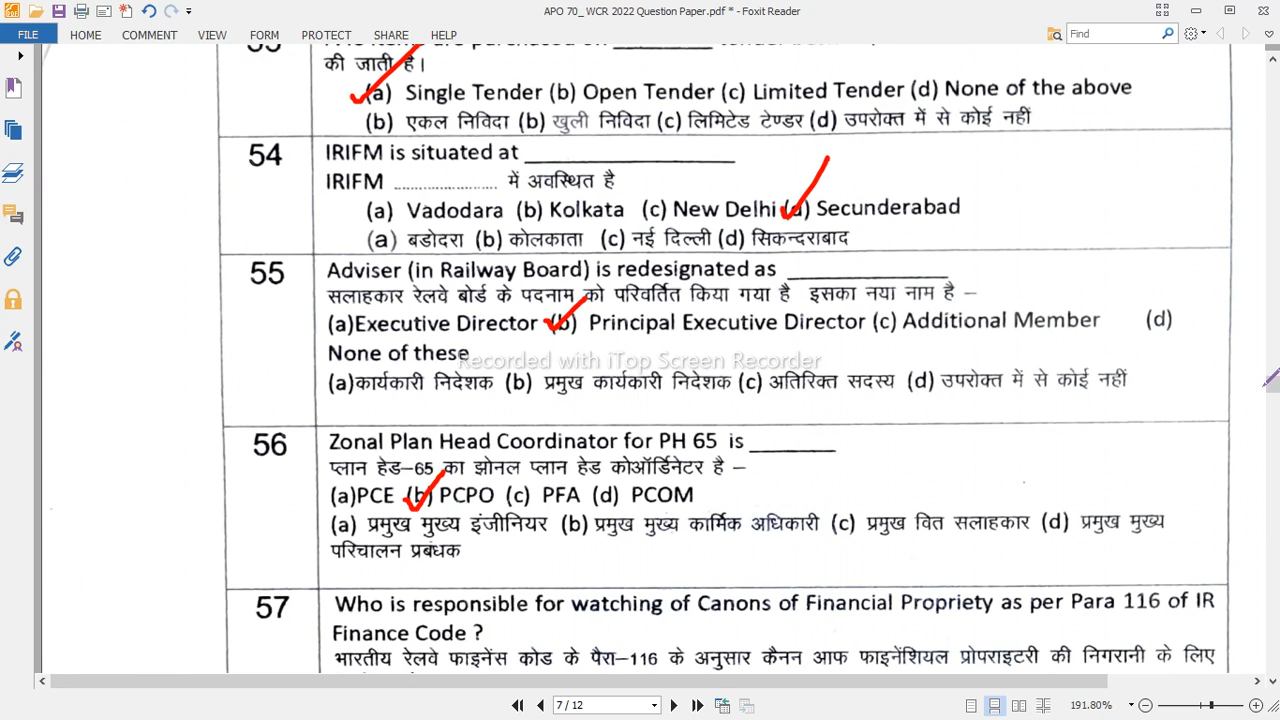 APO 70_ WCR 2022 Question Paper.pdf * - Foxit Reader
FILE HOME COMMENT VIEW FORM PROTECT SHARE HELP
Find
53
की जाती है।
(a) Single Tender (b) Open Tender (c) Limited Tender (d) None of the above
(b) एकल निविदा (b) खुली निविदा (c) लिमिटेड टेण्डर (d) उपरोक्त में से कोई नहीं
54
IRIFM is situated at ____________________
IRIFM ........................ में अवस्थित है
(a) Vadodara (b) Kolkata (c) New Delhi (d) Secunderabad
(a) बडोदरा (b) कोलकाता (c) नई दिल्ली (d) सिकन्दराबाद
55
Adviser (in Railway Board) is redesignated as _______________
सलाहकार रेलवे बोर्ड के पदनाम को परिवर्तित किया गया है इसका नया नाम है –
(a)Executive Director (b) Principal Executive Director (c) Additional Member (d)
None of these
Recorded with iTop Screen Recorder
(a)कार्यकारी निदेशक (b) प्रमुख कार्यकारी निदेशक (c) अतिरिक्त सदस्य (d) उपरोक्त में से कोई नहीं
56
Zonal Plan Head Coordinator for PH 65 is ________
प्लान हेड–65 का झोनल प्लान हेड कोऑर्डिनेटर है –
(a)PCE (b) PCPO (c) PFA (d) PCOM
(a) प्रमुख मुख्य इंजीनियर (b) प्रमुख मुख्य कार्मिक अधिकारी (c) प्रमुख वित सलाहकार (d) प्रमुख मुख्य
परिचालन प्रबंधक
57
Who is responsible for watching of Canons of Financial Propriety as per Para 116 of IR
Finance Code ?
भारतीय रेलवे फाइनेंस कोड के पैरा–116 के अनुसार कैनन आफ फाइनेंशियल प्रोपराइटरी की निगरानी के लिए
7 / 12
191.80%